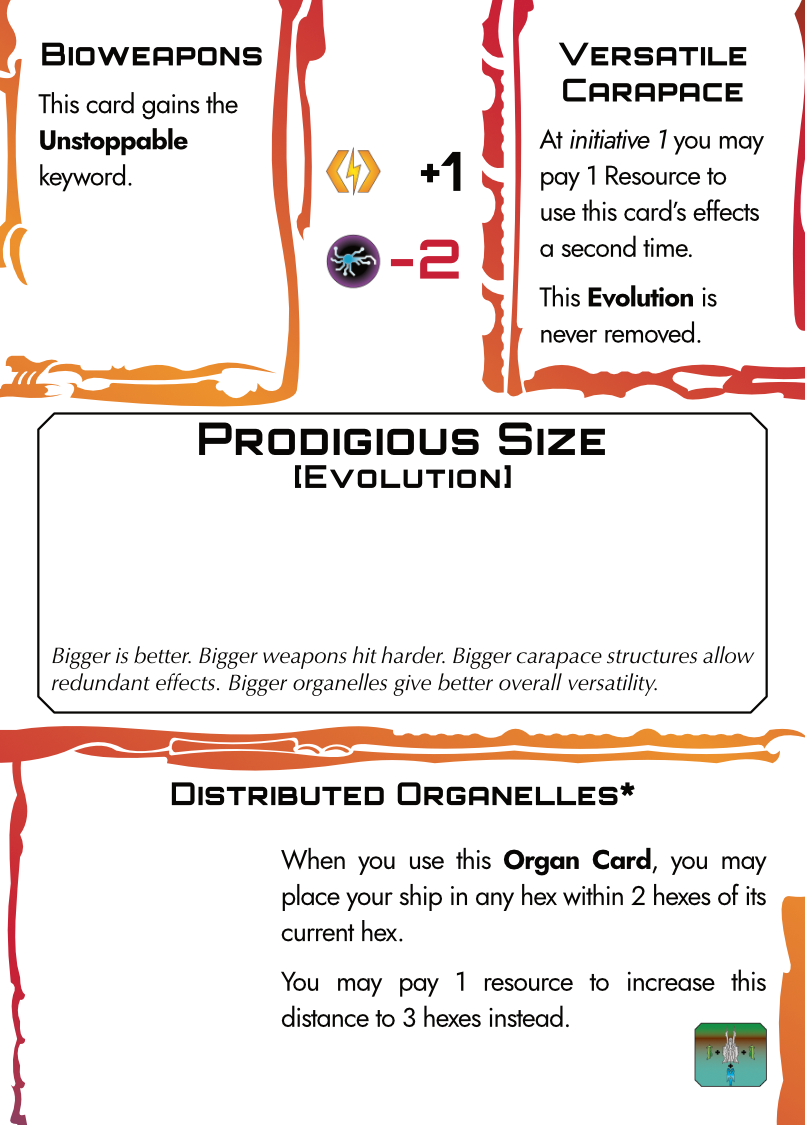 BIOWEAPONS
This card gains the
Unstoppable
keyword.
+1
-2
VERSATILE
CARAPACE
At initiative 1 you may
pay 1 Resource to
use this card's effects
a second time.
This Evolution is
never removed.
PRODIGIOUS SIZE
[EVOLUTION]
Bigger is better. Bigger weapons hit harder. Bigger carapace structures allow
redundant effects. Bigger organelles give better overall versatility.
DISTRIBUTED ORGANELLES*
When you use this Organ Card, you may
place your ship in any hex within 2 hexes of its
current hex.
You may pay 1 resource to increase this
distance to 3 hexes instead.